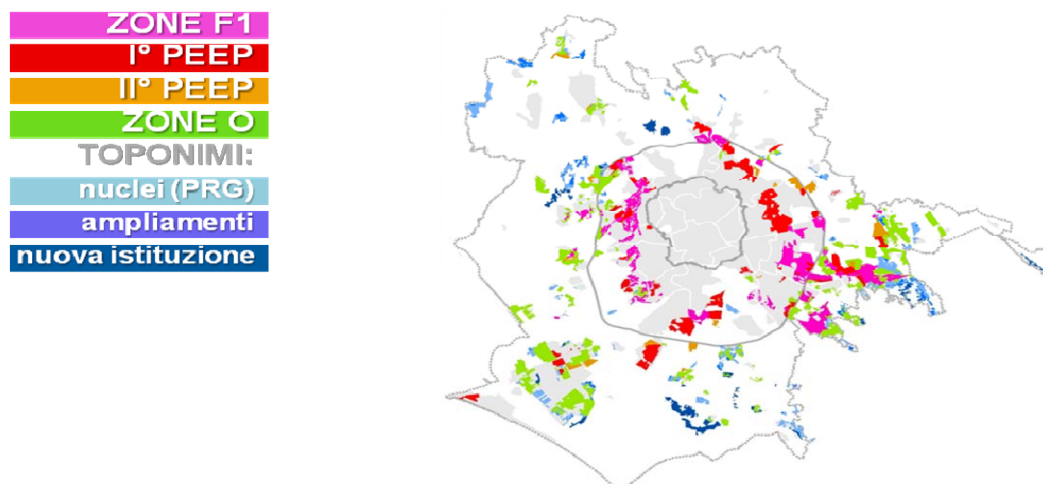 ZONE F1
I° PEEP
II° PEEP
ZONE O
TOPONIMI:
nuclei (PRG)
ampliamenti
nuova istituzione